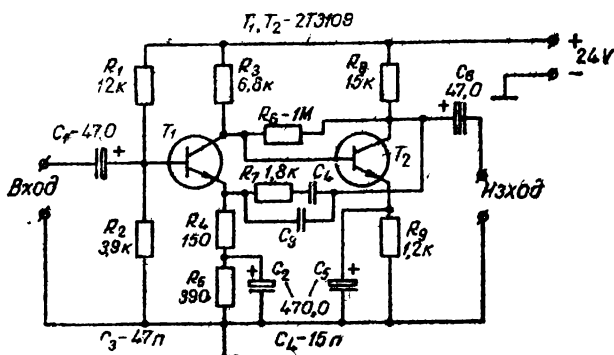 T₁, T₂ - 2Т3109
+
24V
−
R₁
12к
R₃
6,8к
R₈
15к
C₆
47,0
+
R₆-1М
C₁-47,0
+
T₁
T₂
R₇ 1,8к
C₄
Вход
Изход
C₃
R₂
3,9к
R₄
150
R₉
1,2к
R₅
390
+
C₂
C₅
+
470,0
C₃-47п
C₄-15п